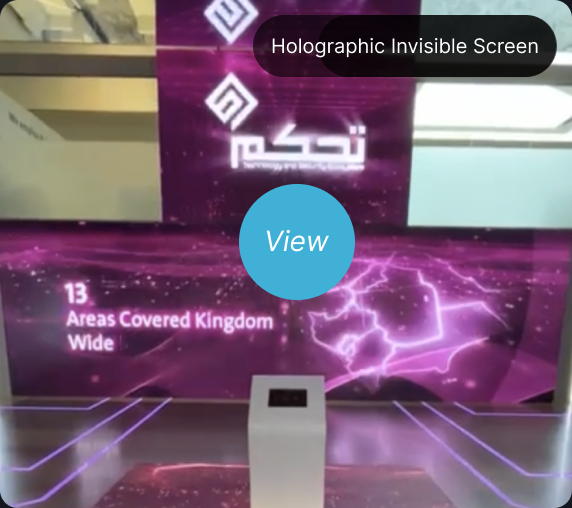 Holographic Invisible Screen
تحكم
View
13
Areas Covered Kingdom
Wide